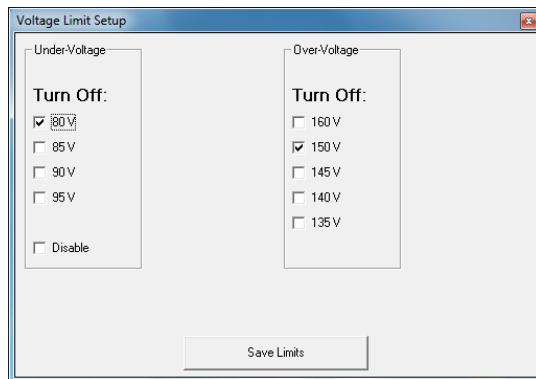 Voltage Limit Setup
Under-Voltage
Turn Off:
80 V
85 V
90 V
95 V
Disable
Over-Voltage
Turn Off:
160 V
150 V
145 V
140 V
135 V
Save Limits